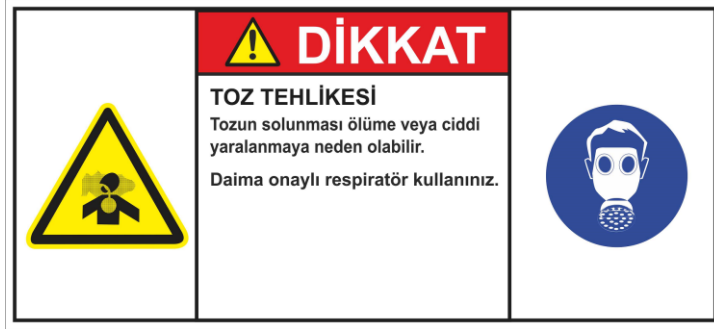 DİKKAT
TOZ TEHLİKESİ
Tozun solunması ölüme veya ciddi
yaralanmaya neden olabilir.
Daima onaylı respiratör kullanınız.